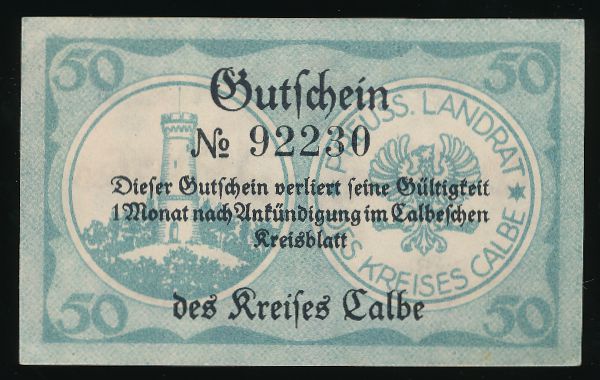 50 50
Gutſchein
№ 92230
Dieſer Gutſchein verliert ſeine Gültigkeit
1 Monat nach Ankündigung im Calbeſchen
Kreisblatt
des Kreiſes Calbe
PREUSS. LANDRAT
DES KREISES CALBE
50 50